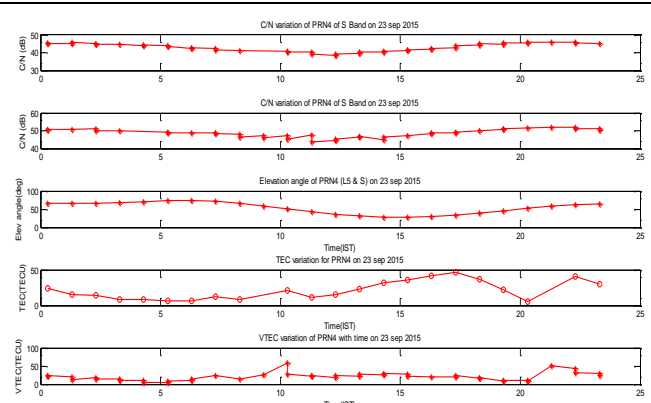 C/N variation of PRN4 of S Band on 23 sep 2015
C/N (dB)
50
40
30
0 5 10 15 20 25
C/N variation of PRN4 of S Band on 23 sep 2015
C/N (dB)
60
50
40
0 5 10 15 20 25
Elevation angle of PRN4 (L5 & S) on 23 sep 2015
Elev angle(deg)
100
50
0
0 5 10 15 20 25
Time(IST)
TEC variation for PRN4 on 23 sep 2015
TEC(TECU)
50
0
0 5 10 15 20 25
Time(IST)
VTEC variation of PRN4 with time on 23 sep 2015
VTEC(TECU)
100
50
0
0 5 10 15 20 25
Time(IST)